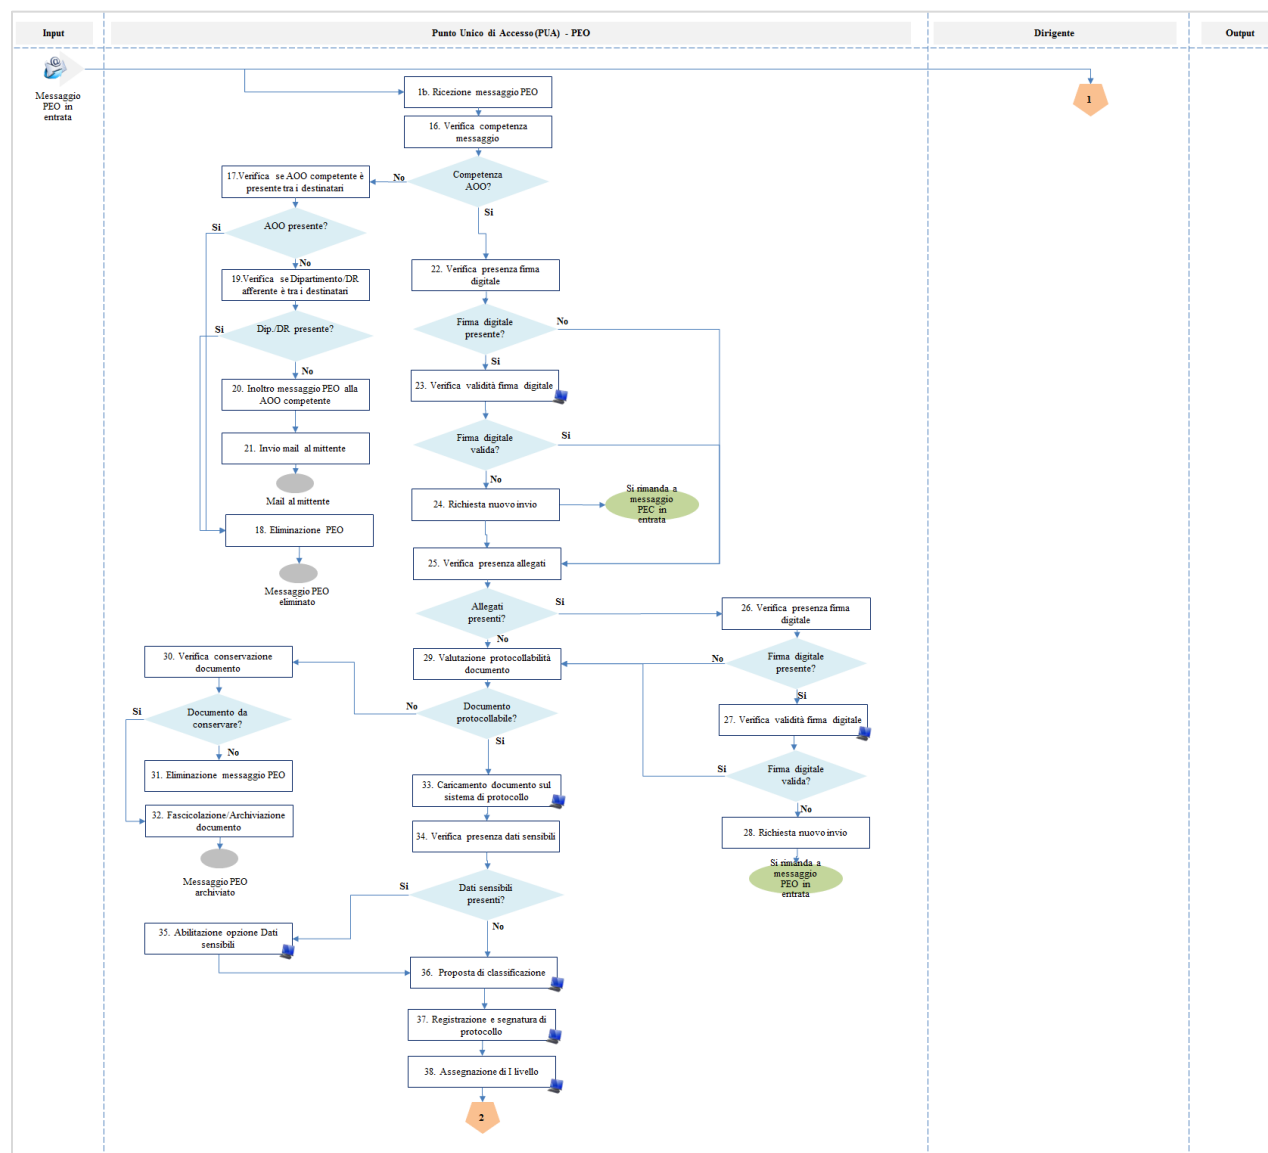 Input
Punto Unico di Accesso (PUA) - PEO
Dirigente
Output
@
Messaggio
PEO in
entrata
1
1b. Ricezione messaggio PEO
16. Verifica competenza
messaggio
Competenza
AOO?
No
Si
17.Verifica se AOO competente è
presente tra i destinatari
AOO presente?
Si
No
19.Verifica se Dipartimento/DR
afferente è tra i destinatari
Dip./DR presente?
Si
No
20. Inoltro messaggio PEO alla
AOO competente
21. Invio mail al mittente
Mail al mittente
18. Eliminazione PEO
Messaggio PEO
eliminato
22. Verifica presenza firma
digitale
Firma digitale
presente?
No
Si
23. Verifica validità firma digitale
Firma digitale
valida?
Si
No
24. Richiesta nuovo invio
Si rimanda a
messaggio
PEC in
entrata
25. Verifica presenza allegati
Allegati
presenti?
Si
No
26. Verifica presenza firma
digitale
Firma digitale
presente?
No
Si
27. Verifica validità firma digitale
Firma digitale
valida?
Si
No
28. Richiesta nuovo invio
Si rimanda a
messaggio
PEO in
entrata
29. Valutazione protocollabilità
documento
Documento
protocollabile?
No
Si
30. Verifica conservazione
documento
Documento da
conservare?
Si
No
31. Eliminazione messaggio PEO
32. Fascicolazione/Archiviazione
documento
Messaggio PEO
archiviato
33. Caricamento documento sul
sistema di protocollo
34. Verifica presenza dati sensibili
Dati sensibili
presenti?
Si
No
35. Abilitazione opzione Dati
sensibili
36. Proposta di classificazione
37. Registrazione e segnatura di
protocollo
38. Assegnazione di I livello
2